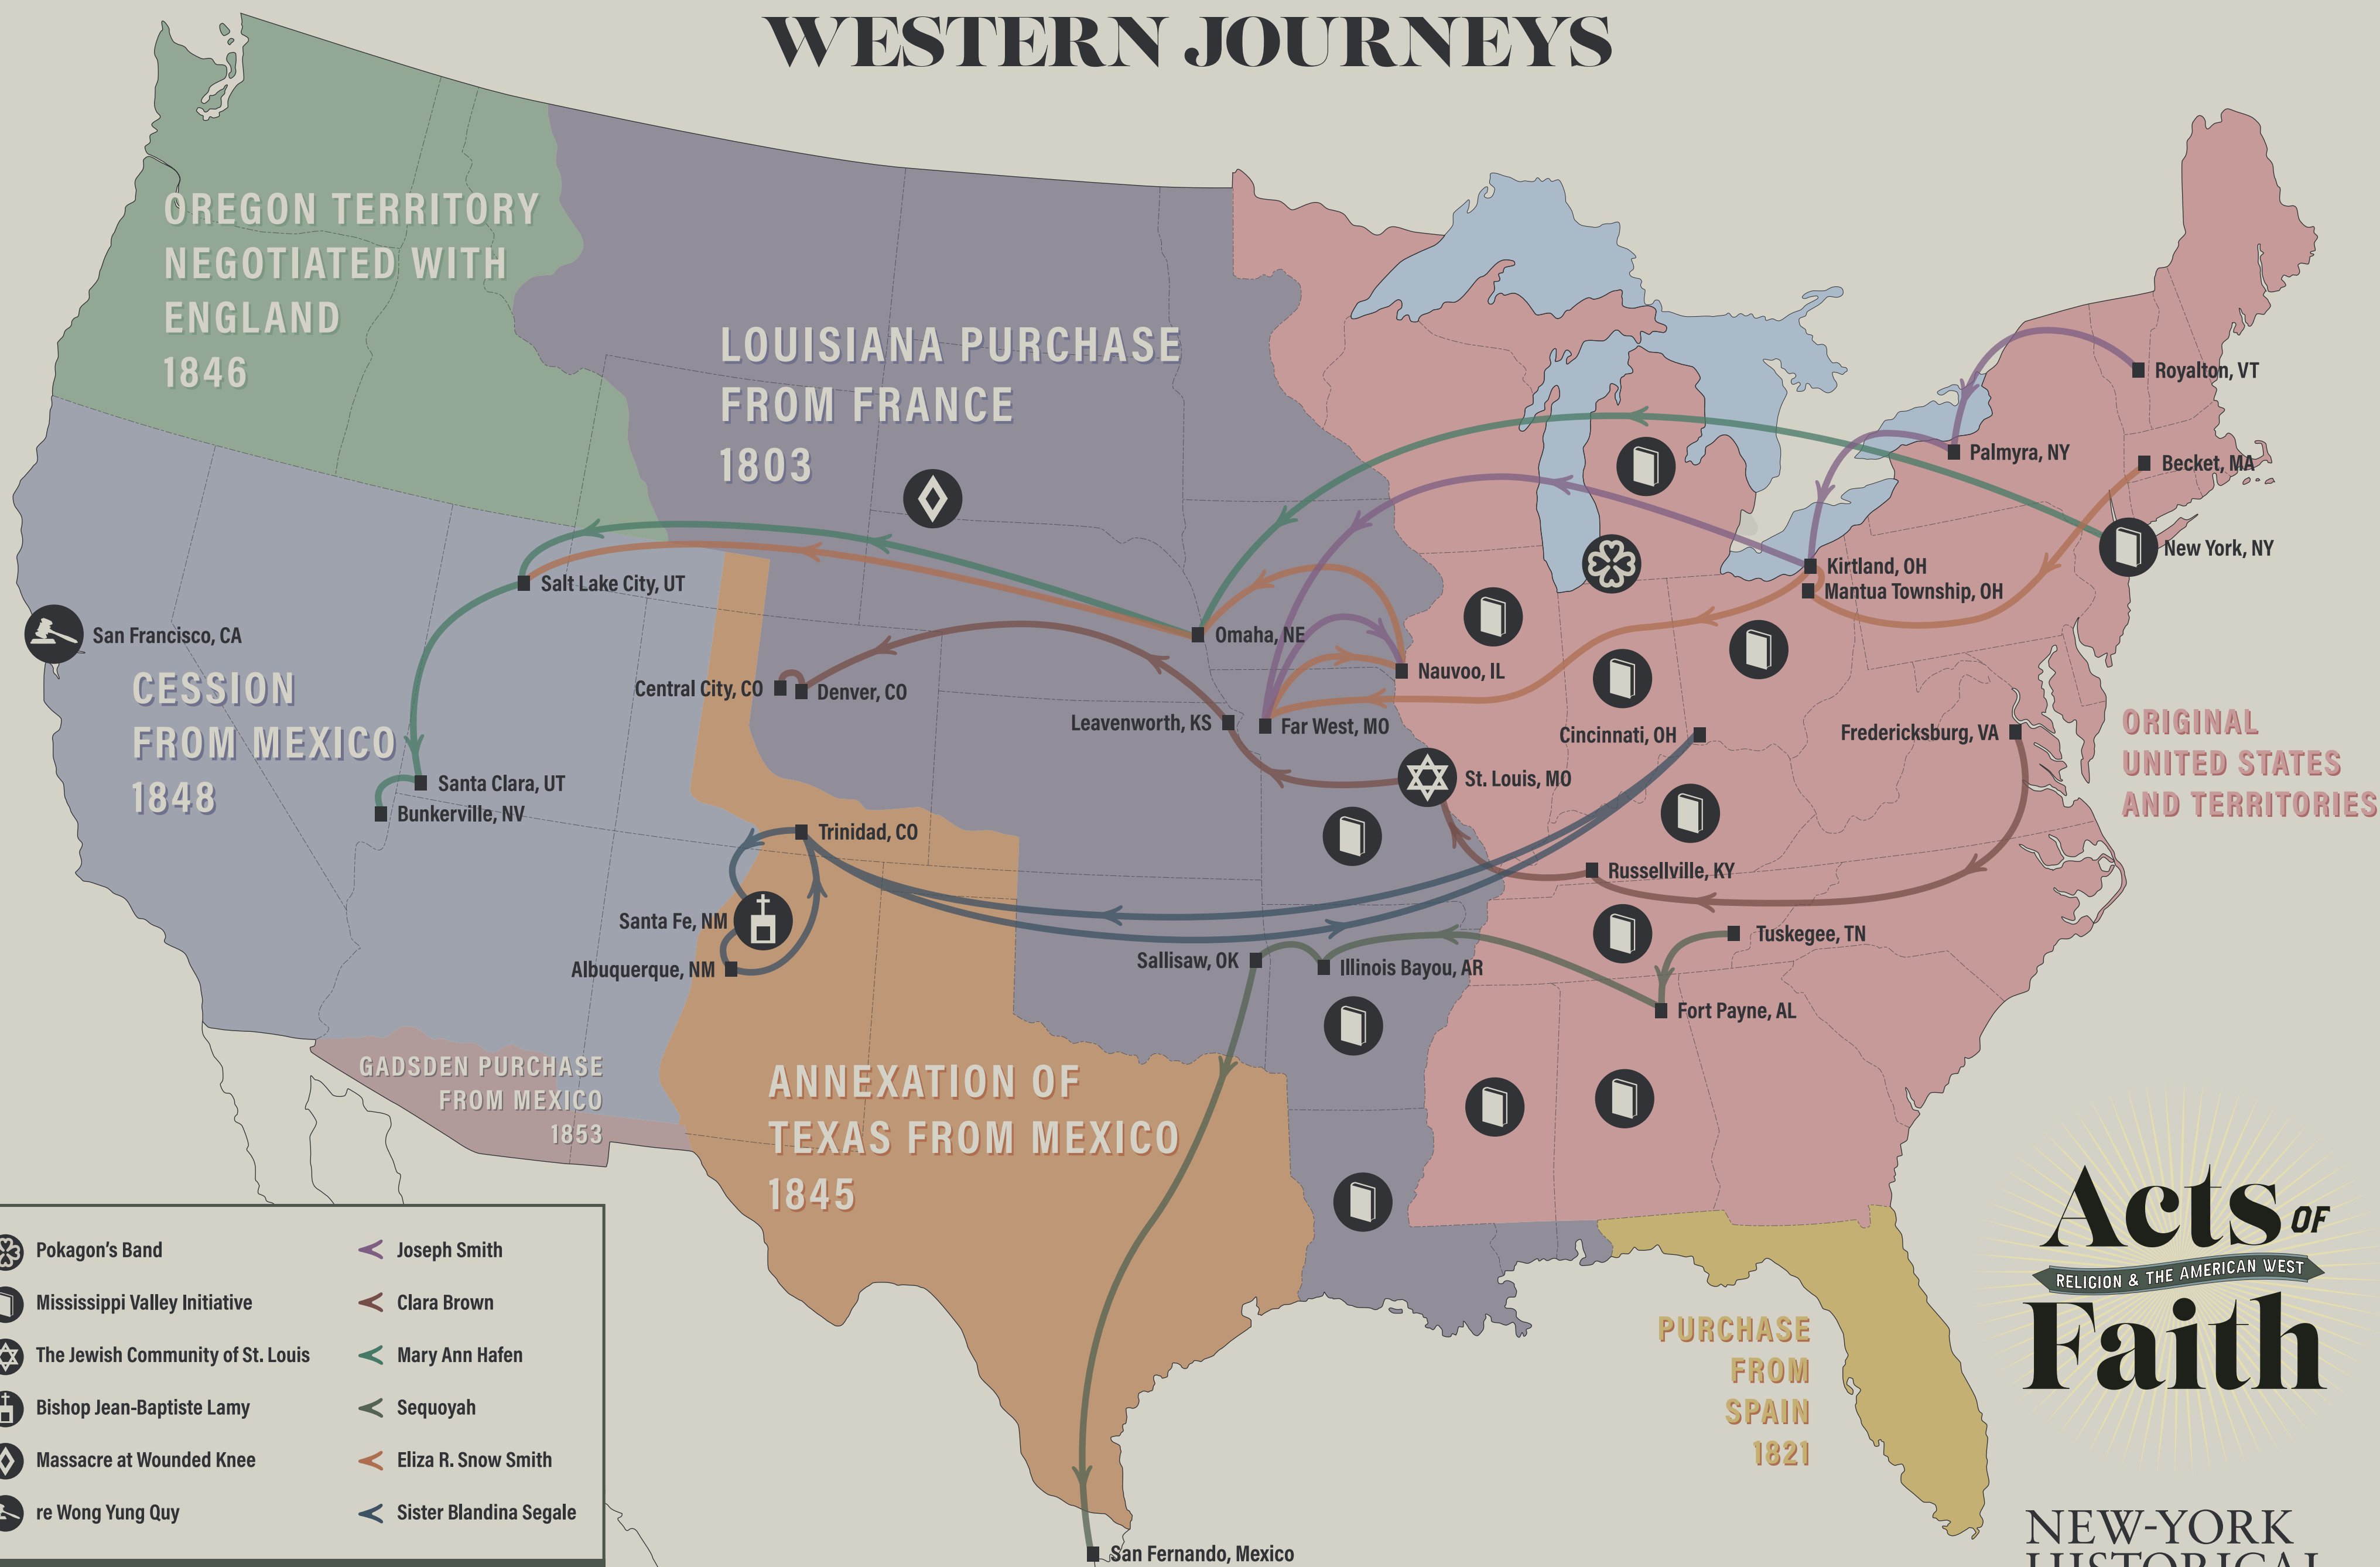 WESTERN JOURNEYS
OREGON TERRITORY
NEGOTIATED WITH
ENGLAND
1846
LOUISIANA PURCHASE
FROM FRANCE
1803
Royalton, VT
Palmyra, NY
Becket, MA
New York, NY
Kirtland, OH
Mantua Township, OH
Salt Lake City, UT
San Francisco, CA
Omaha, NE
CESSION
FROM MEXICO
1848
Central City, CO
Denver, CO
Nauvoo, IL
Leavenworth, KS
Far West, MO
Cincinnati, OH
Fredericksburg, VA
ORIGINAL
UNITED STATES
AND TERRITORIES
Santa Clara, UT
Bunkerville, NV
St. Louis, MO
Trinidad, CO
Russellville, KY
Santa Fe, NM
Albuquerque, NM
Tuskegee, TN
Sallisaw, OK
Illinois Bayou, AR
Fort Payne, AL
GADSDEN PURCHASE
FROM MEXICO
1853
ANNEXATION OF
TEXAS FROM MEXICO
1845
PURCHASE
FROM
SPAIN
1821
San Fernando, Mexico
Pokagon's Band
Mississippi Valley Initiative
The Jewish Community of St. Louis
Bishop Jean-Baptiste Lamy
Massacre at Wounded Knee
re Wong Yung Quy
Joseph Smith
Clara Brown
Mary Ann Hafen
Sequoyah
Eliza R. Snow Smith
Sister Blandina Segale
Acts OF
RELIGION & THE AMERICAN WEST
Faith
NEW-YORK
HISTORICAL